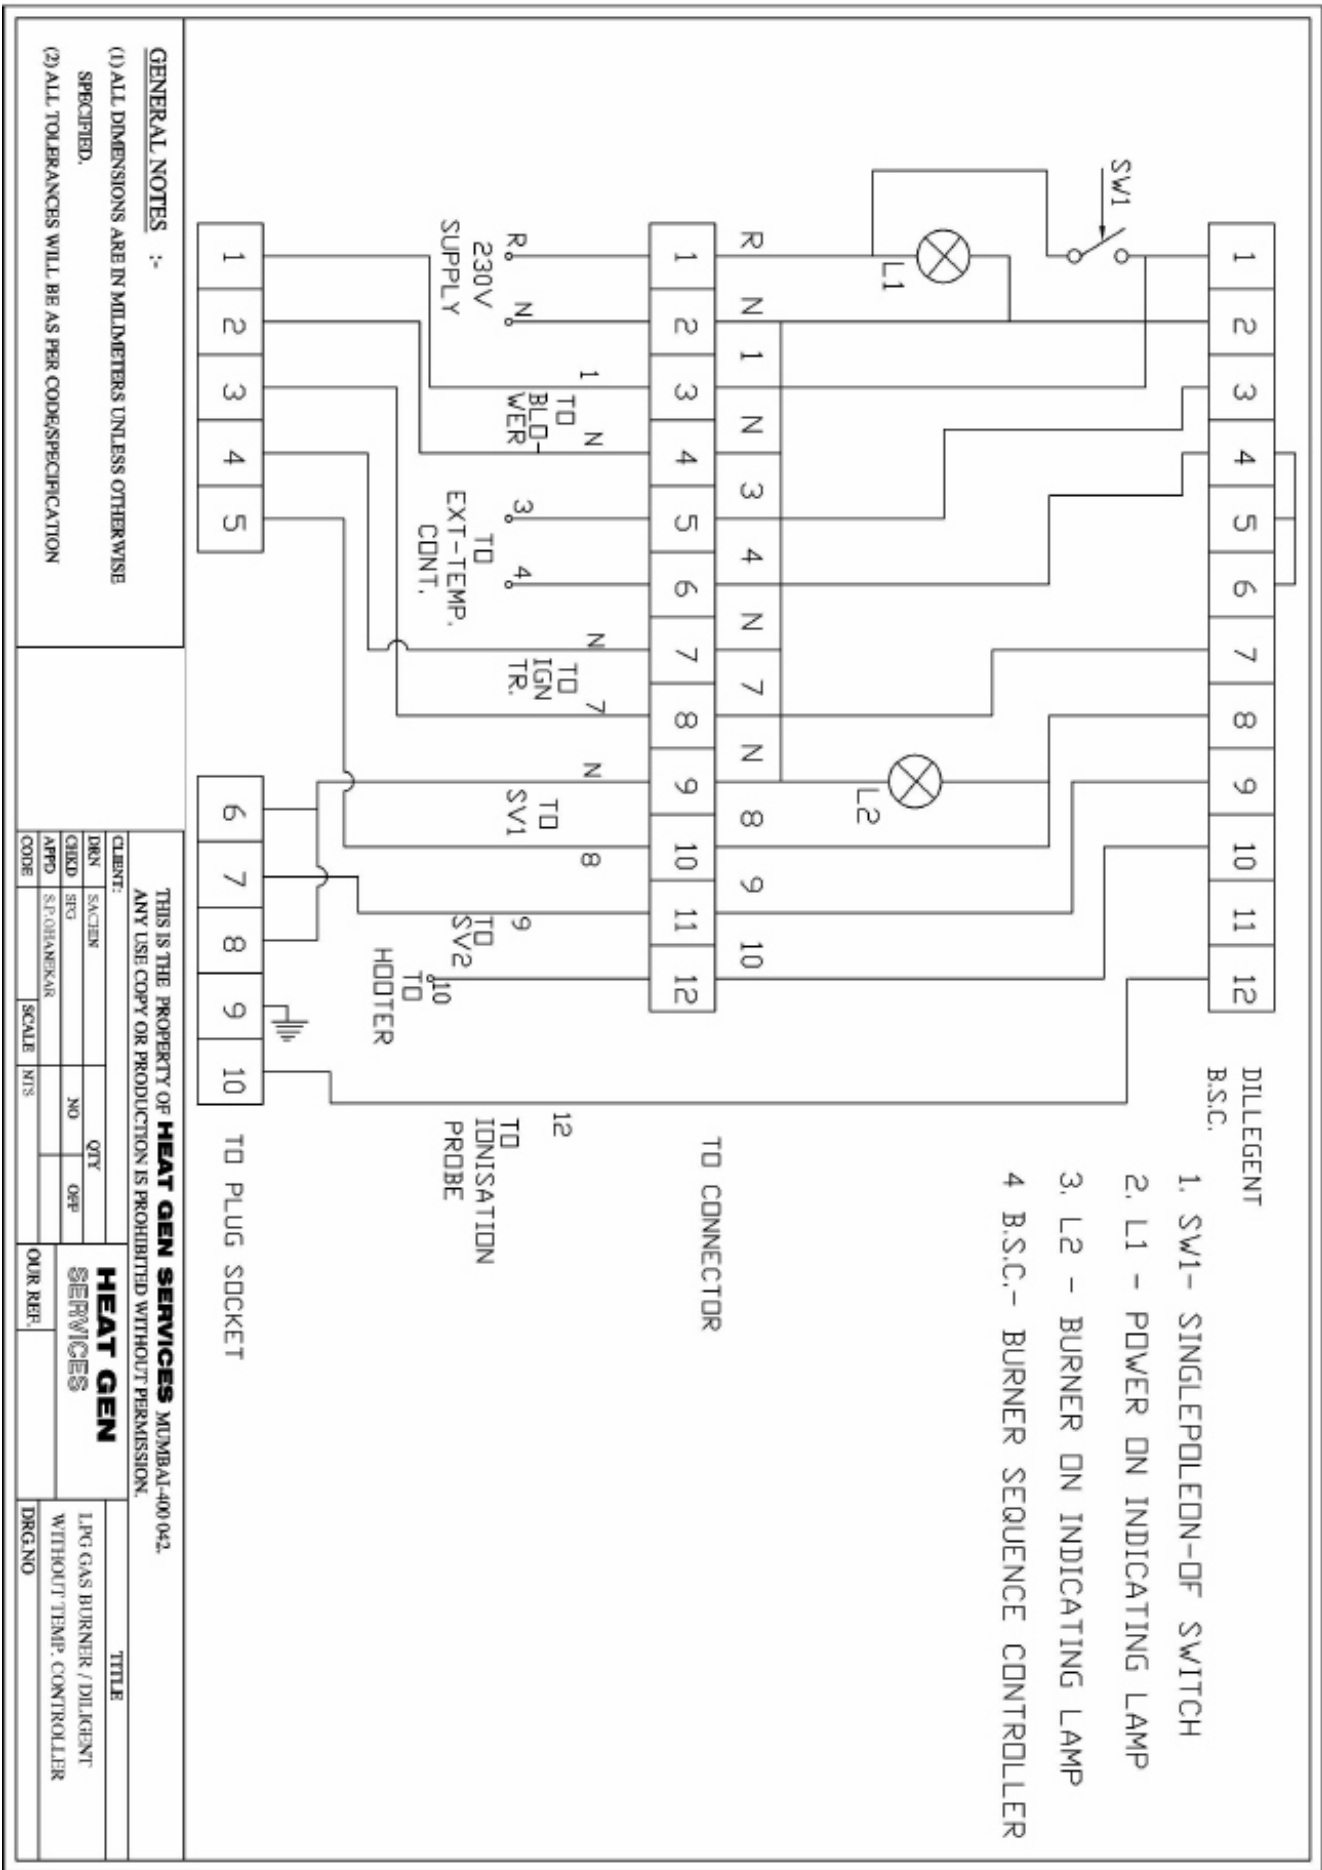 DILLEGENT
B.S.C.
1 2 3 4 5 6 7 8 9 10 11 12
SW1
L1
L2
1. SW1- SINGLEPOLEON-OF SWITCH
2. L1 - POWER ON INDICATING LAMP
3. L2 - BURNER ON INDICATING LAMP
4 B.S.C.- BURNER SEQUENCE CONTROLLER
R N 1 N 3 4 N 7 N 8 9 10
1 2 3 4 5 6 7 8 9 10 11 12
TO CONNECTOR
R N
230V
SUPPLY
1 N
TO
BLO-
WER
3 4
TO
EXT-TEMP.
CONT.
N 7
TO
IGN
TR.
N 8
TO
SV1
9
TO
SV2
10
TO
HOOTER
12
TO
IONISATION
PROBE
1 2 3 4 5
6 7 8 9 10
TO PLUG SOCKET
GENERAL NOTES :-
(1) ALL DIMENSIONS ARE IN MILIMETERS UNLESS OTHERWISE
SPECIFIED.
(2) ALL TOLERANCES WILL BE AS PER CODE/SPECIFICATION
THIS IS THE PROPERTY OF HEAT GEN SERVICES MUMBAI-400 042.
ANY USE COPY OR PRODUCTION IS PROHIBITED WITHOUT PERMISSION.
CLIENT:
DRN SACHIN QTY
CHKD SPG NO OFF
APPD S.P.GHANEKAR
CODE SCALE NTS
HEAT GEN
SERVICES
OUR REF.
TITLE
LPG GAS BURNER / DILIGENT
WITHOUT TEMP. CONTROLLER
DRG.NO